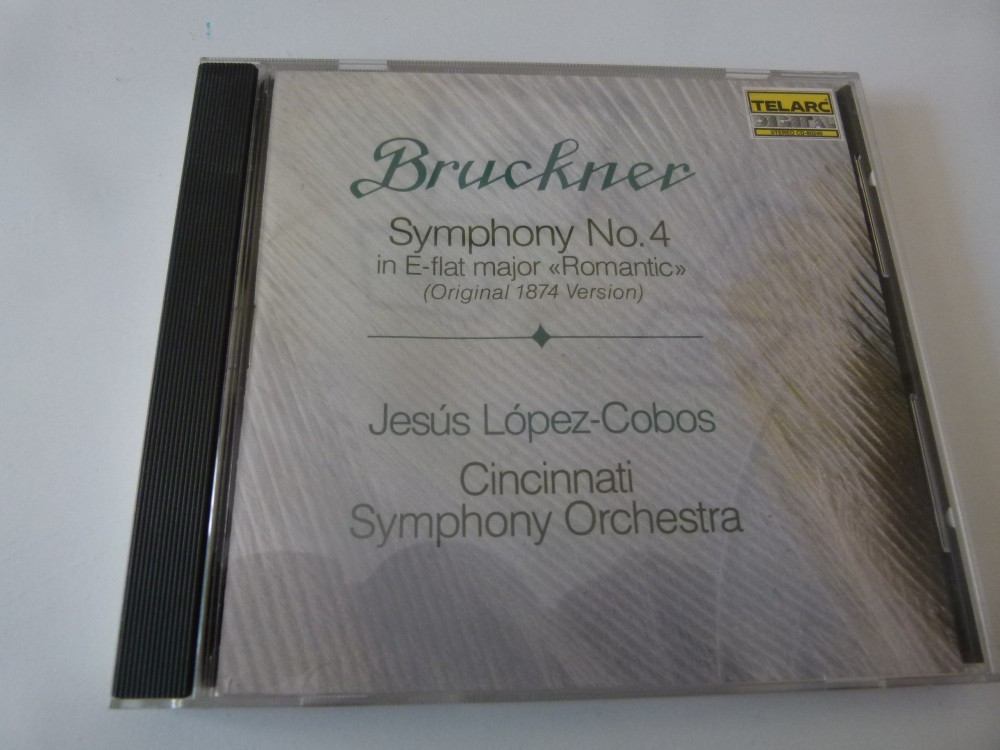 TELARC
DIGITAL
Bruckner
Symphony No. 4
in E-flat major «Romantic»
(Original 1874 Version)
Jesús López-Cobos
Cincinnati
Symphony Orchestra